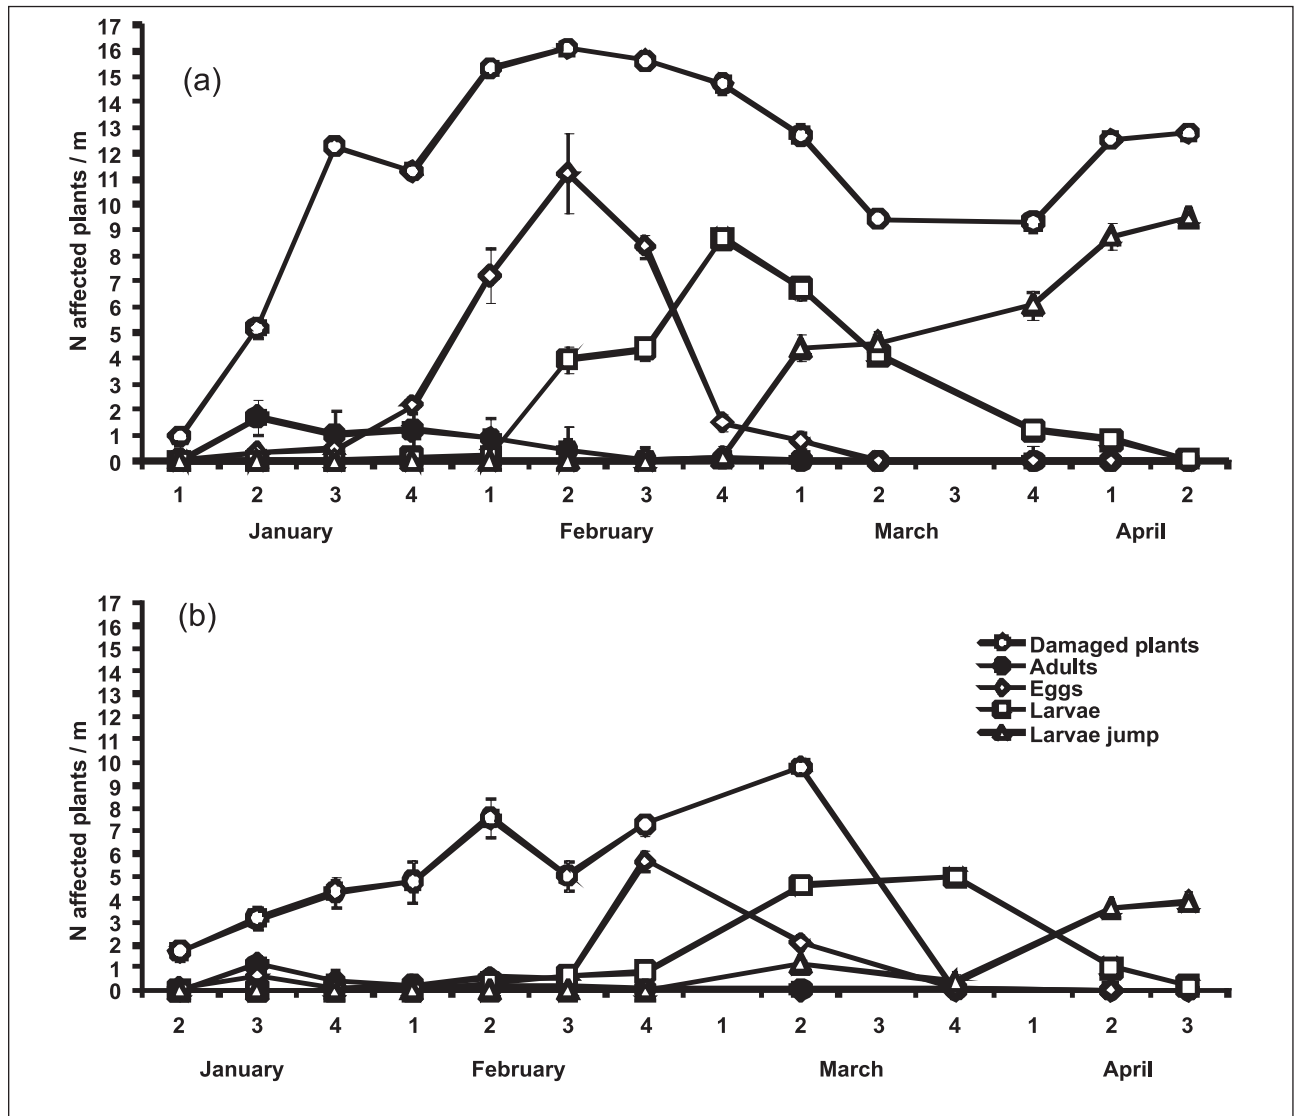 17
16
15
14
13
12
11
10
9
8
7
6
5
4
3
2
1
0
N affected plants / m
(a)
1 2 3 4 1 2 3 4 1 2 3 4 1 2
January February March April
17
16
15
14
13
12
11
10
9
8
7
6
5
4
3
2
1
0
N affected plants / m
(b)
Damaged plants
Adults
Eggs
Larvae
Larvae jump
2 3 4 1 2 3 4 1 2 3 4 1 2 3
January February March April